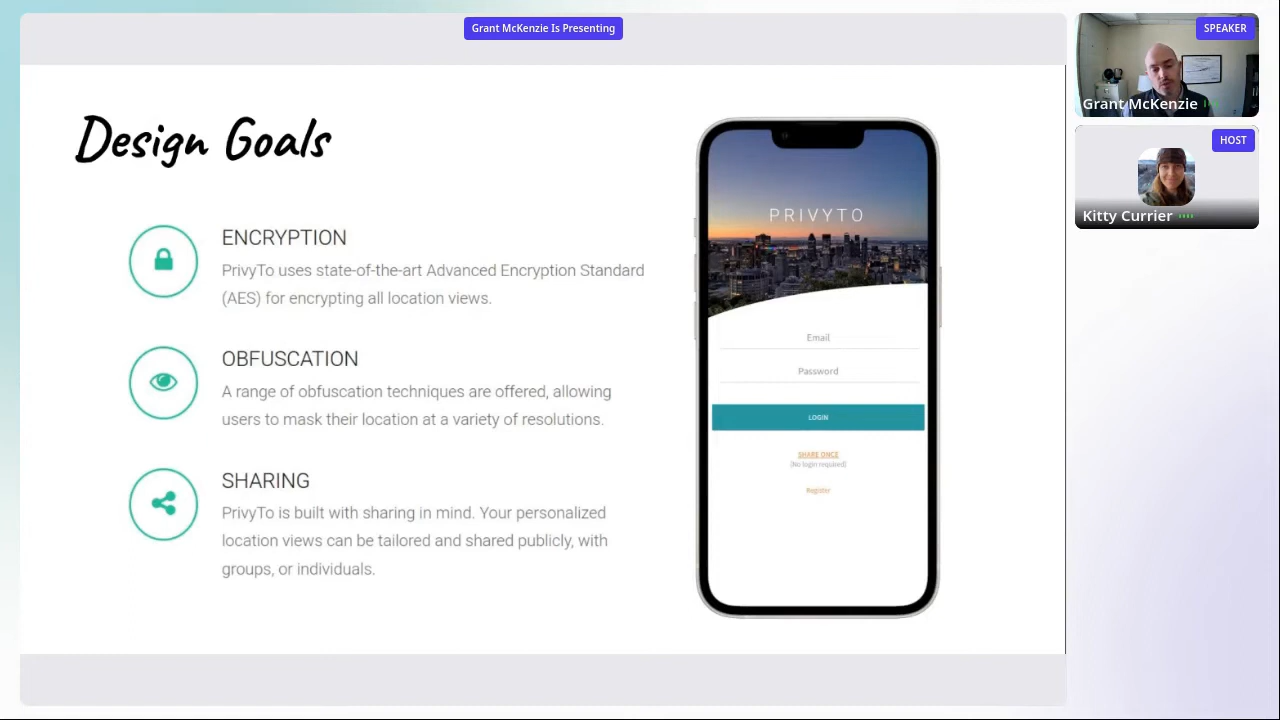 Grant McKenzie Is Presenting
Design Goals
ENCRYPTION
PrivyTo uses state-of-the-art Advanced Encryption Standard
(AES) for encrypting all location views.
OBFUSCATION
A range of obfuscation techniques are offered, allowing
users to mask their location at a variety of resolutions.
SHARING
PrivyTo is built with sharing in mind. Your personalized
location views can be tailored and shared publicly, with
groups, or individuals.
PRIVYTO
Email
Password
LOGIN
SHARE ONCE
[No login required]
Register
SPEAKER
Grant McKenzie
HOST
Kitty Currier